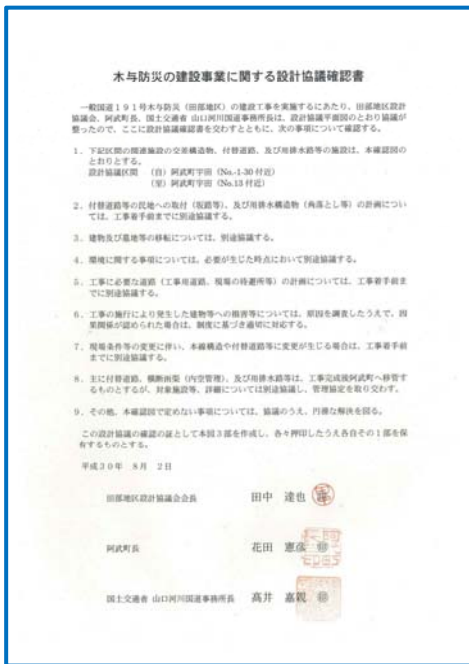 木与防災の建設事業に関する設計協議確認書
一般国道191号木与防災(田部地区)の建設工事を実施するにあたり、田部地区設計
協議会、阿武町長、国土交通省 山口河川国道事務所長は、設計協議平面図のとおり協議が
整ったので、ここに設計協議確認書を交わすとともに、次の事項について確認する。
1.下記区間の関連施設の交差構造物、付替道路、及び用排水路等の施設は、本確認図の
とおりとする。
設計協議区間 (自)阿武町宇田(No.-1-30付近)
(至)阿武町宇田(No.13付近)
2.付替道路等の民地への取付(坂路等)、及び用排水構造物(角落とし等)の計画につい
ては、工事着手前までに別途協議する。
3.建物及び墓地等の移転については、別途協議する。
4.環境に関する事項については、必要が生じた時点において別途協議する。
5.工事に必要な道路(工事用道路、現場の待避所等)の計画については、工事着手前ま
でに別途協議する。
6.工事の施行により発生した建物等への損害等については、原因を調査したうえで、因
果関係が認められた場合は、制度に基づき適切に対応する。
7.現場条件等の変更に伴い、本線構造や付替道路等に変更が生じる場合は、工事着手前
までに別途協議する。
8.主に付替道路、横断函渠(内空管理)、及び用排水路等は、工事完成後阿武町へ移管す
るものとするが、対象施設等、詳細については別途協議し、管理協定を取り交わす。
9.その他、本確認図で定めない事項については、協議のうえ、円滑な解決を図る。
この設計協議の確認の証として本図3部を作成し、各々押印したうえ各自その1部を保
有するものとする。
平成30年 8月 2日
田部地区設計協議会会長 田中 達也
阿武町長 花田 憲彦
国土交通省 山口河川国道事務所長 髙井 嘉親